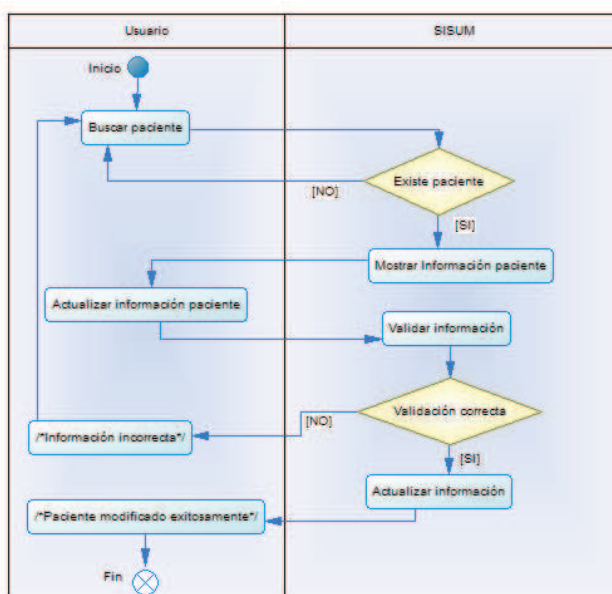 Usuario
SISUM
Inicio
Buscar paciente
Existe paciente
[NO]
[SI]
Mostrar Información paciente
Actualizar información paciente
Validar información
Validación correcta
[NO]
/*Información incorrecta*/
[SI]
Actualizar información
/*Paciente modificado exitosamente*/
Fin